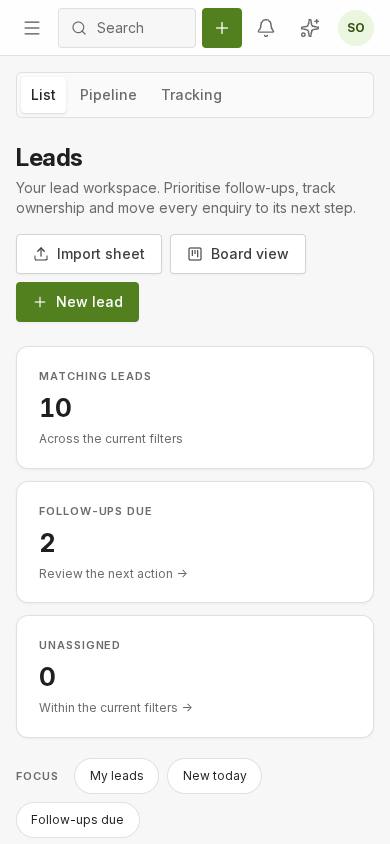 Search
SO
List Pipeline Tracking
Leads
Your lead workspace. Prioritise follow-ups, track
ownership and move every enquiry to its next step.
Import sheet Board view
New lead
MATCHING LEADS
10
Across the current filters
FOLLOW-UPS DUE
2
Review the next action →
UNASSIGNED
0
Within the current filters →
FOCUS My leads New today
Follow-ups due